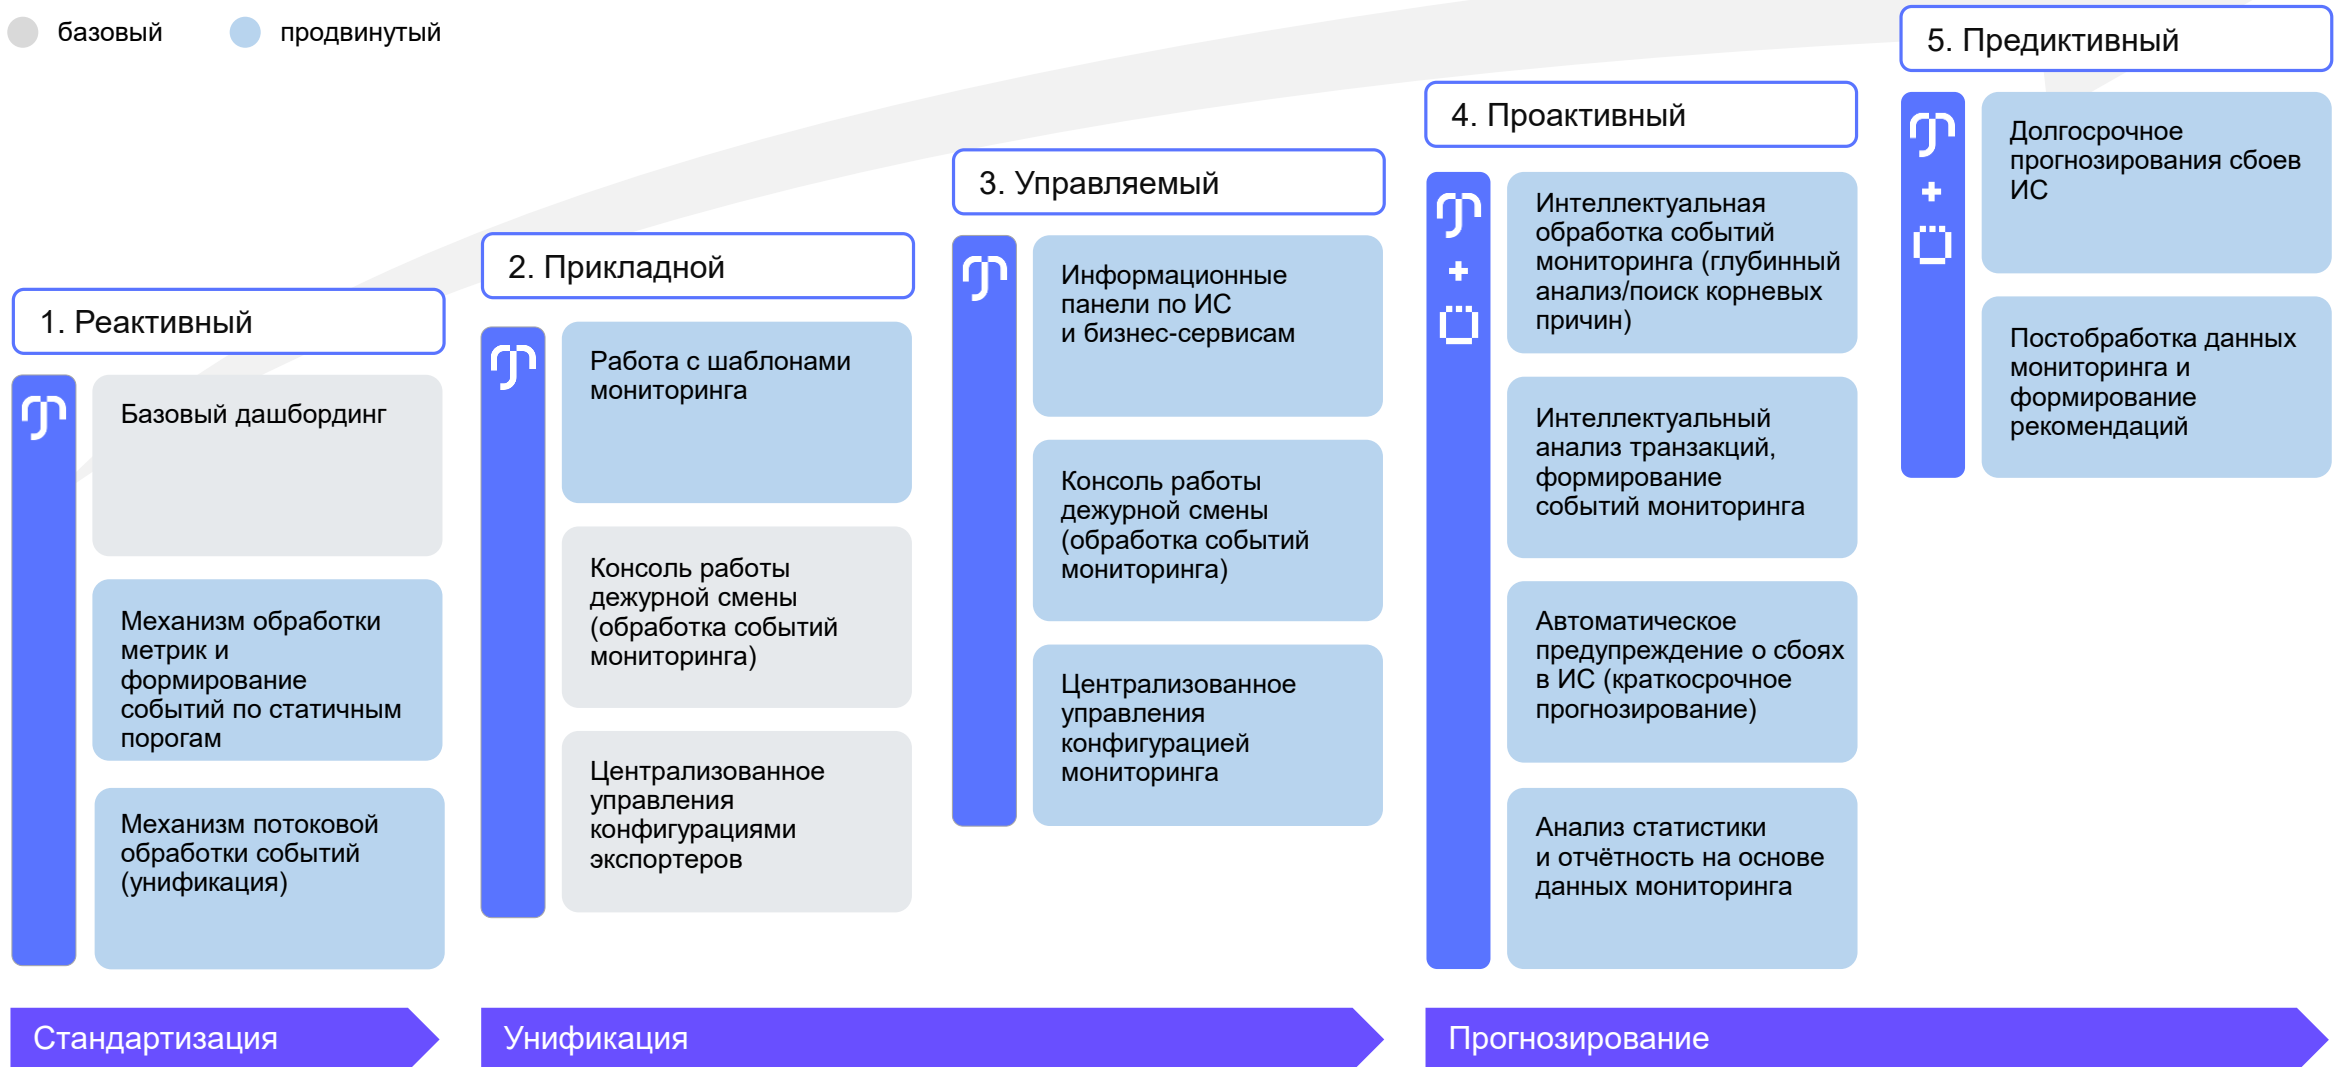 базовый
продвинутый
1. Реактивный
Базовый дашбординг
Механизм обработки
метрик и
формирование
событий по статичным
порогам
Механизм потоковой
обработки событий
(унификация)
2. Прикладной
Работа с шаблонами
мониторинга
Консоль работы
дежурной смены
(обработка событий
мониторинга)
Централизованное
управления
конфигурациями
экспортеров
3. Управляемый
Информационные
панели по ИС
и бизнес-сервисам
Консоль работы
дежурной смены
(обработка событий
мониторинга)
Централизованное
управления
конфигурацией
мониторинга
4. Проактивный
Интеллектуальная
обработка событий
мониторинга (глубинный
анализ/поиск корневых
причин)
Интеллектуальный
анализ транзакций,
формирование
событий мониторинга
Автоматическое
предупреждение о сбоях
в ИС (краткосрочное
прогнозирование)
Анализ статистики
и отчётность на основе
данных мониторинга
5. Предиктивный
Долгосрочное
прогнозирования сбоев
ИС
Постобработка данных
мониторинга и
формирование
рекомендаций
Стандартизация
Унификация
Прогнозирование